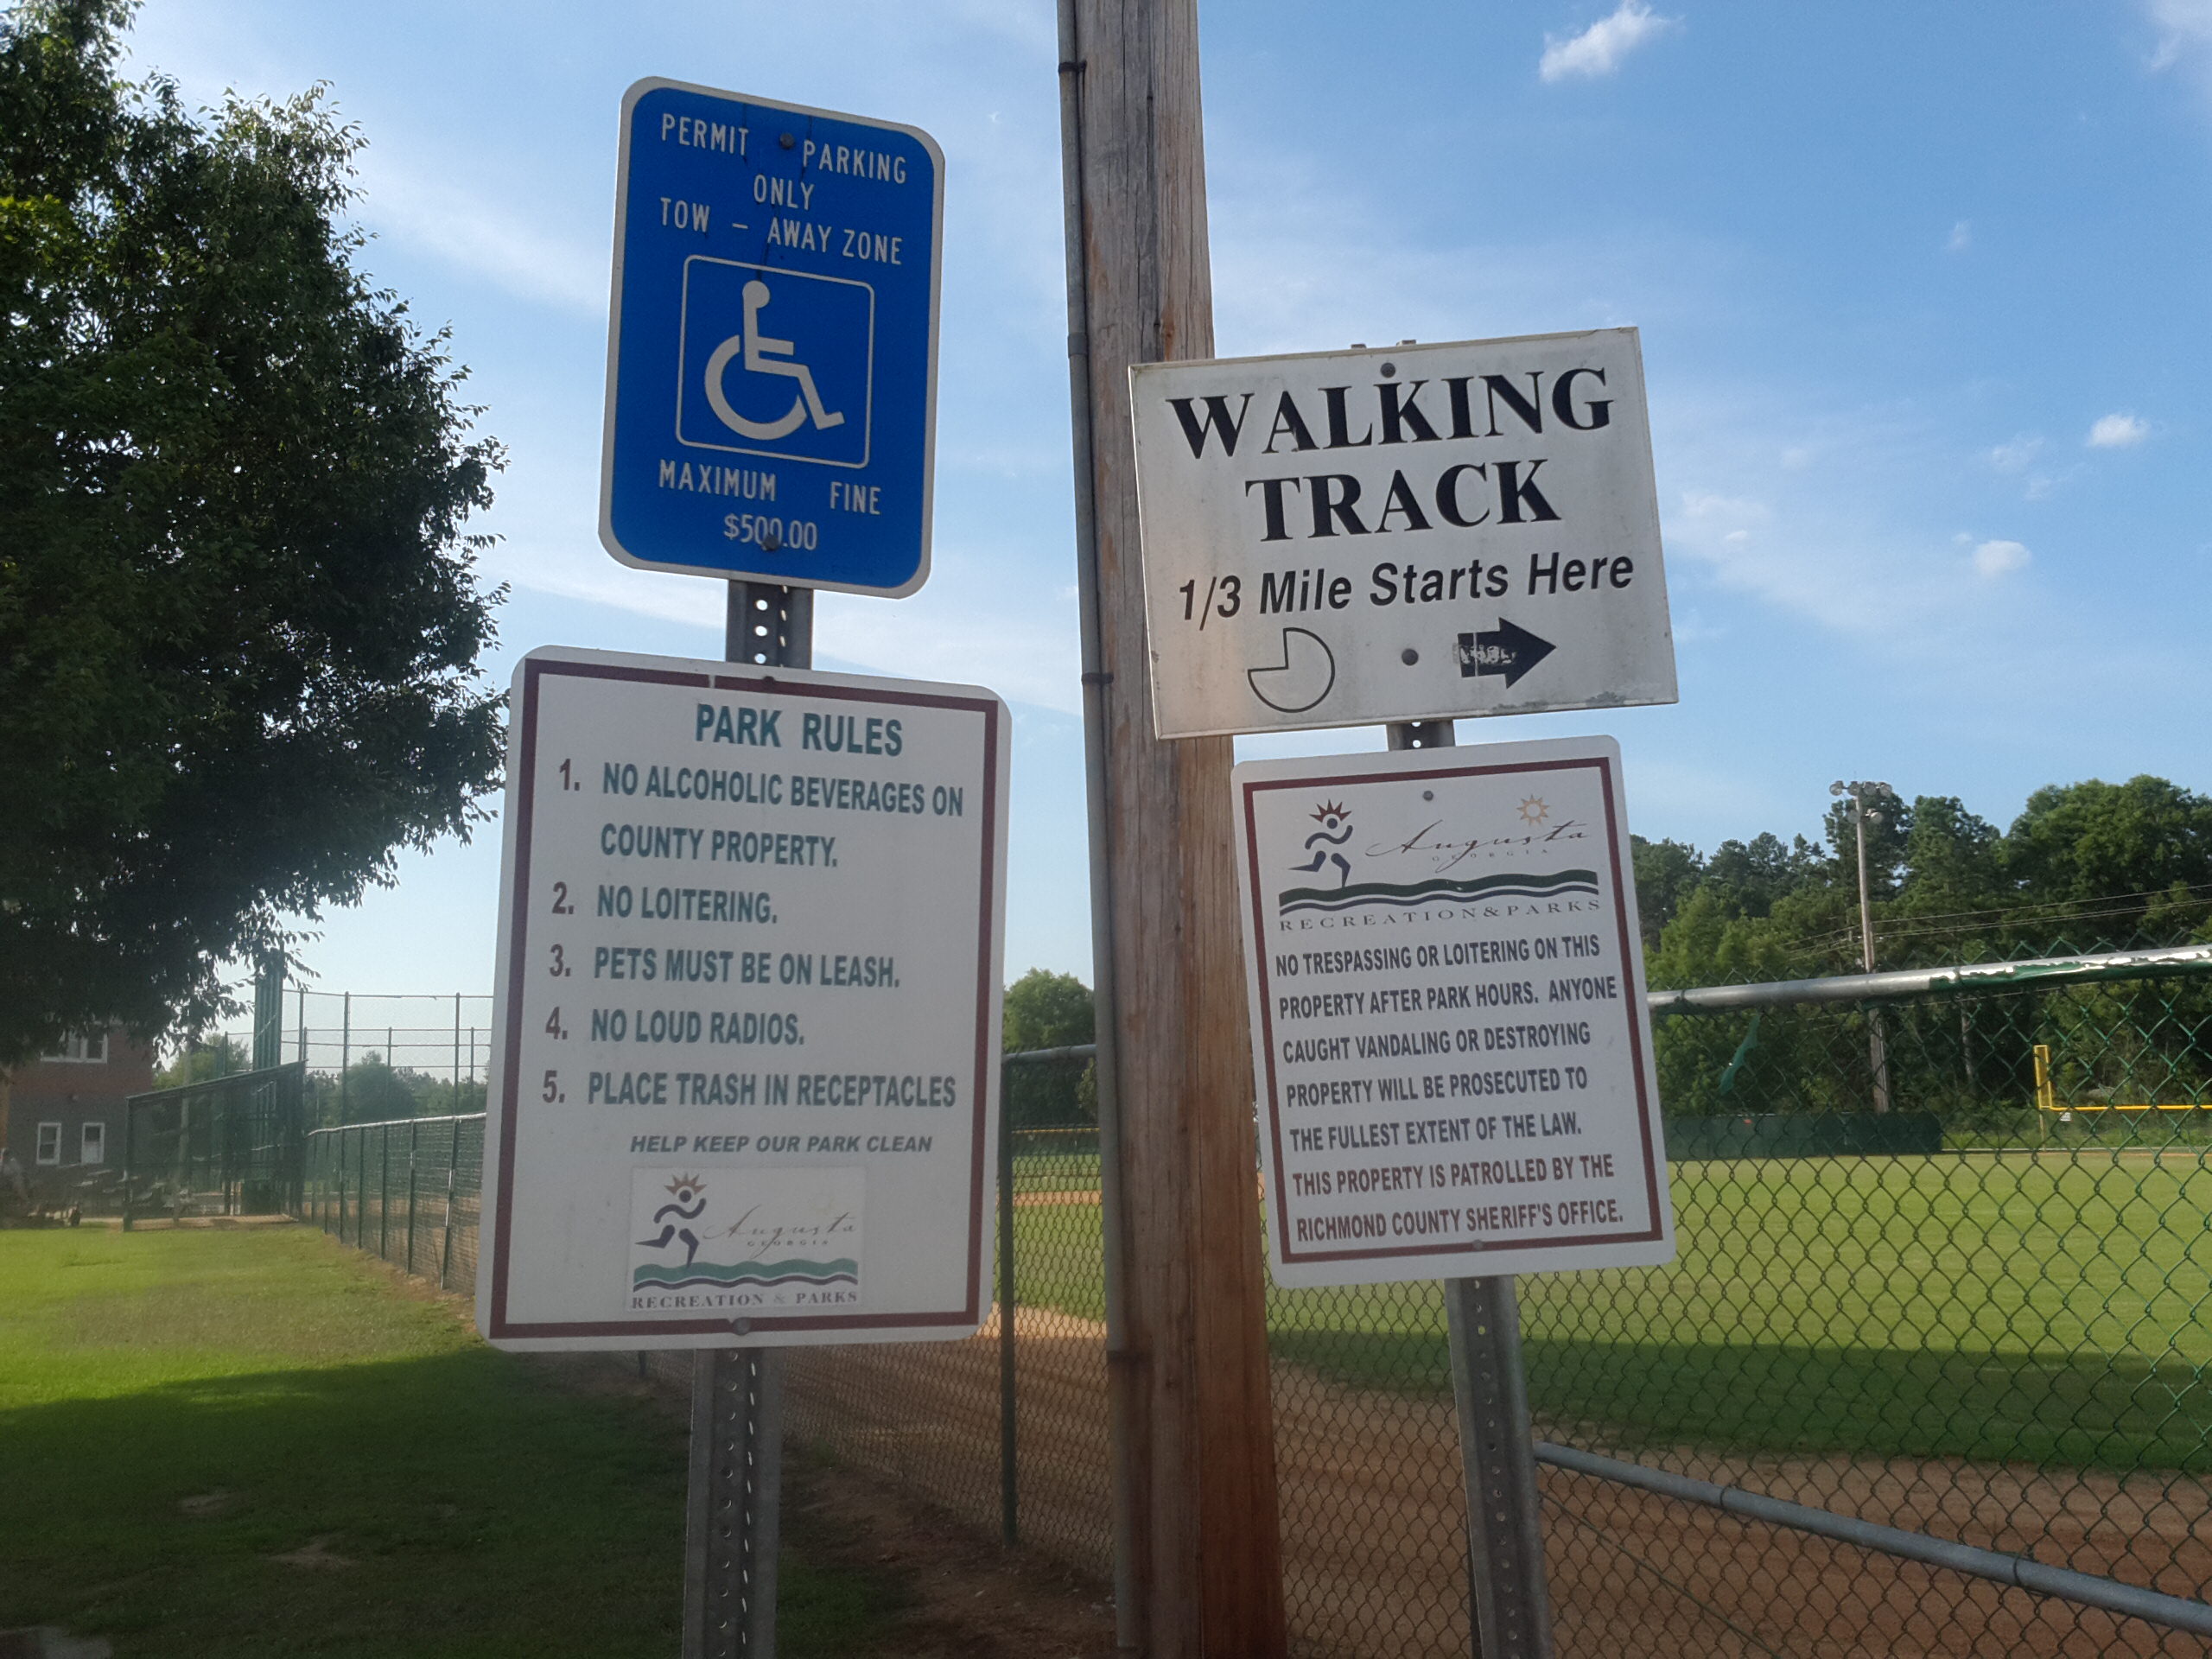 PERMIT PARKING
ONLY
TOW - AWAY ZONE
MAXIMUM FINE
$500.00
PARK RULES
1. NO ALCOHOLIC BEVERAGES ON
COUNTY PROPERTY.
2. NO LOITERING.
3. PETS MUST BE ON LEASH.
4. NO LOUD RADIOS.
5. PLACE TRASH IN RECEPTACLES
HELP KEEP OUR PARK CLEAN
Augusta
GEORGIA
RECREATION & PARKS
WALKING
TRACK
1/3 Mile Starts Here
Augusta
GEORGIA
RECREATION & PARKS
NO TRESPASSING OR LOITERING ON THIS
PROPERTY AFTER PARK HOURS. ANYONE
CAUGHT VANDALING OR DESTROYING
PROPERTY WILL BE PROSECUTED TO
THE FULLEST EXTENT OF THE LAW.
THIS PROPERTY IS PATROLLED BY THE
RICHMOND COUNTY SHERIFF'S OFFICE.